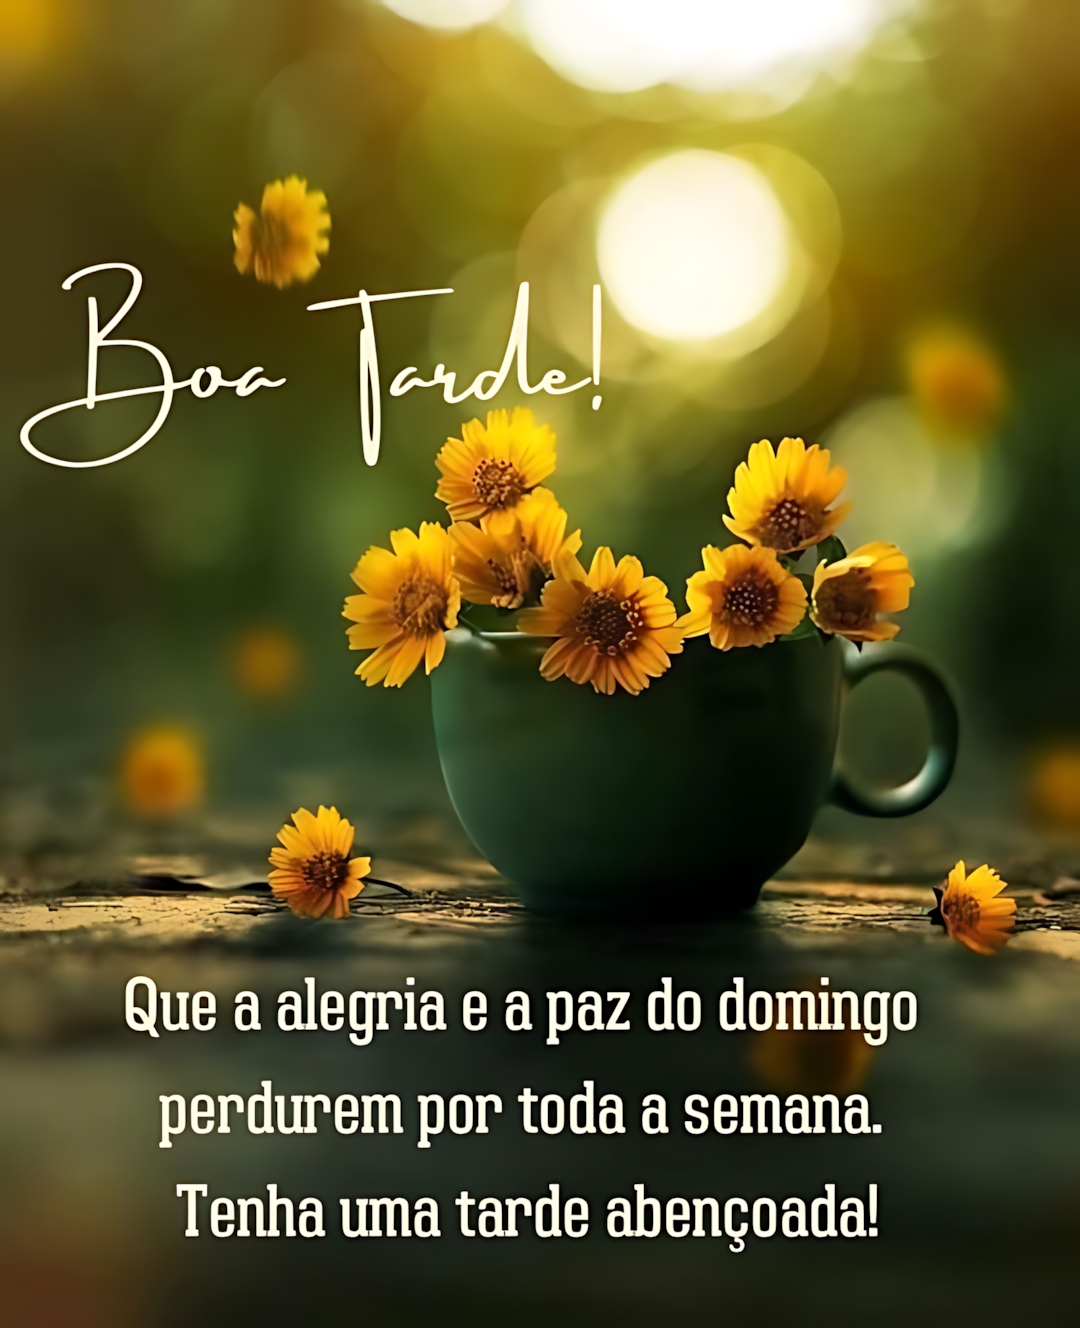 Boa Tarde!
Que a alegria e a paz do domingo
perdurem por toda a semana.
Tenha uma tarde abençoada!